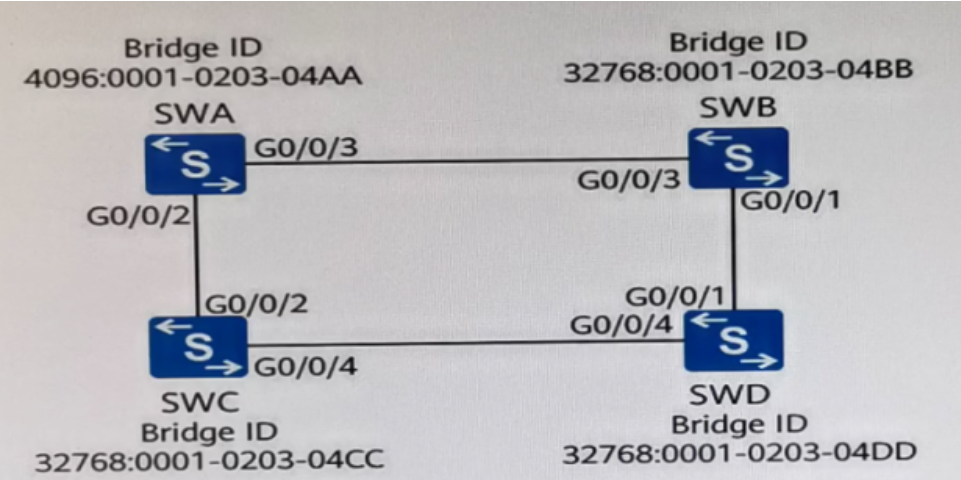 Bridge ID
4096:0001-0203-04AA
SWA
Bridge ID
32768:0001-0203-04BB
SWB
S
G0/0/3
G0/0/3
S
G0/0/2
G0/0/1
G0/0/2
G0/0/1
S
G0/0/4
G0/0/4
S
SWC
Bridge ID
32768:0001-0203-04CC
SWD
Bridge ID
32768:0001-0203-04DD